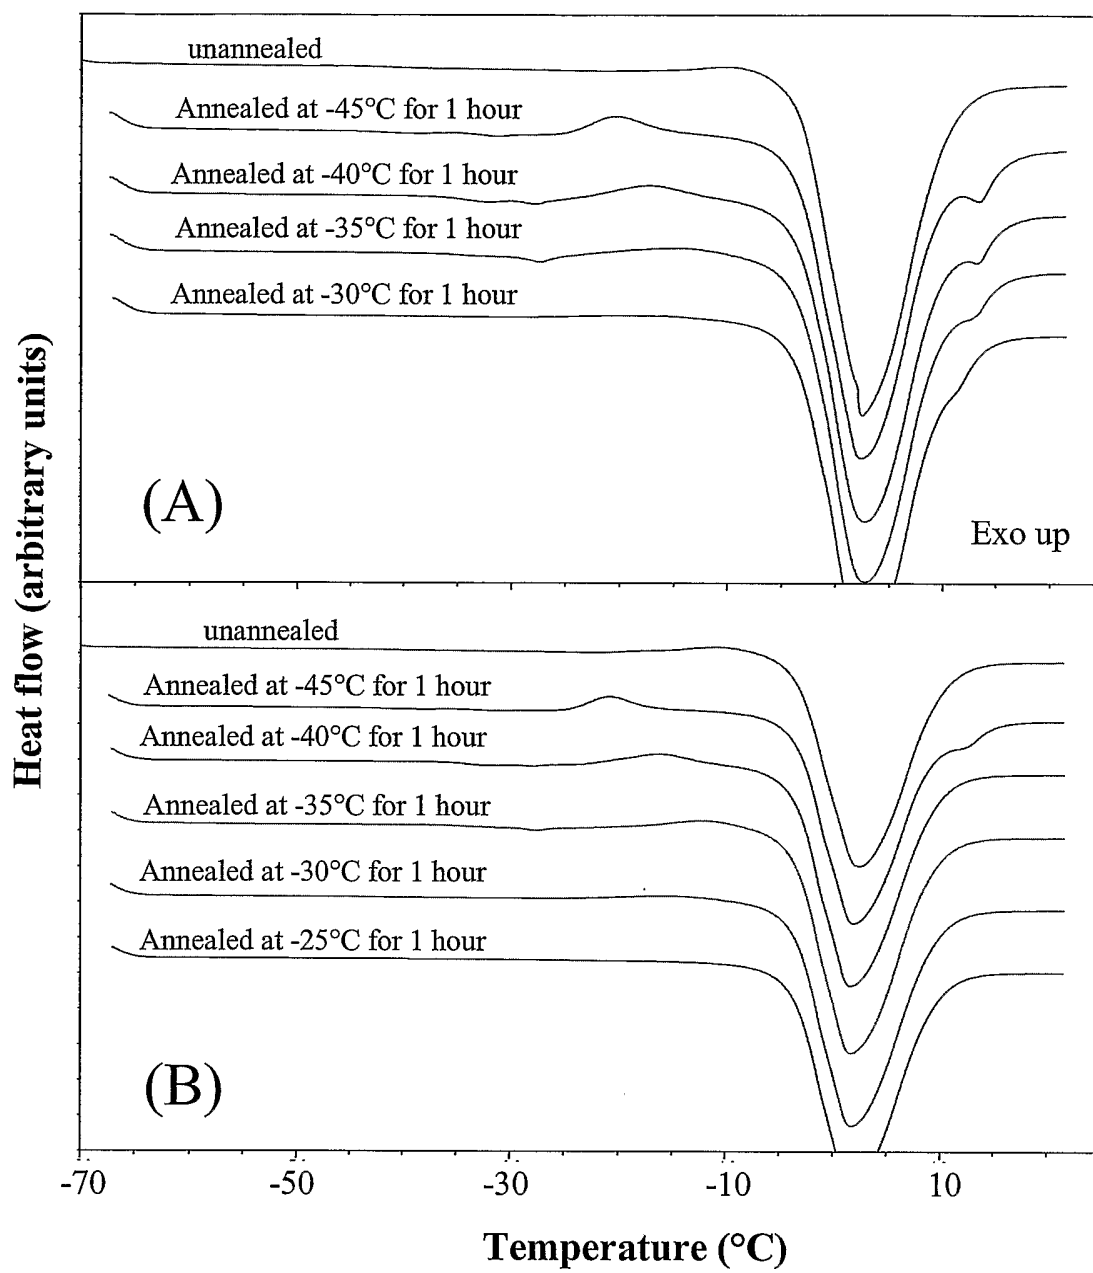 unannealed
Annealed at -45°C for 1 hour
Annealed at -40°C for 1 hour
Annealed at -35°C for 1 hour
Annealed at -30°C for 1 hour
(A)
Exo up
unannealed
Annealed at -45°C for 1 hour
Annealed at -40°C for 1 hour
Annealed at -35°C for 1 hour
Annealed at -30°C for 1 hour
Annealed at -25°C for 1 hour
(B)
Heat flow (arbitrary units)
-70 -50 -30 -10 10
Temperature (°C)